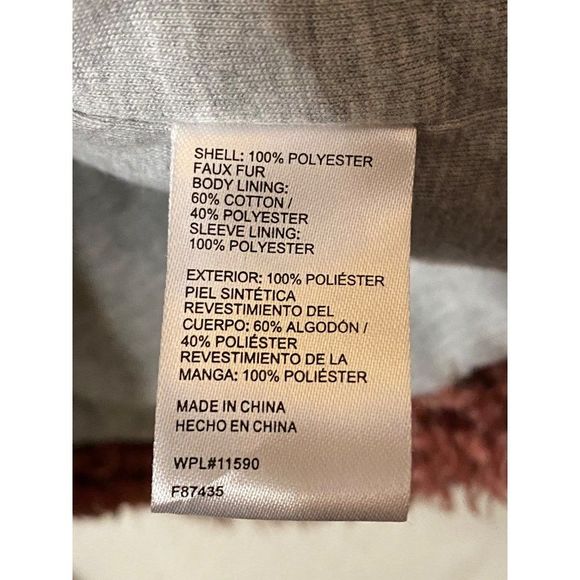 SHELL: 100% POLYESTER
FAUX FUR
BODY LINING:
60% COTTON /
40% POLYESTER
SLEEVE LINING:
100% POLYESTER
EXTERIOR: 100% POLIÉSTER
PIEL SINTÉTICA
REVESTIMIENTO DEL
CUERPO: 60% ALGODÓN /
40% POLIÉSTER
REVESTIMIENTO DE LA
MANGA: 100% POLIÉSTER
MADE IN CHINA
HECHO EN CHINA
WPL#11590
F87435